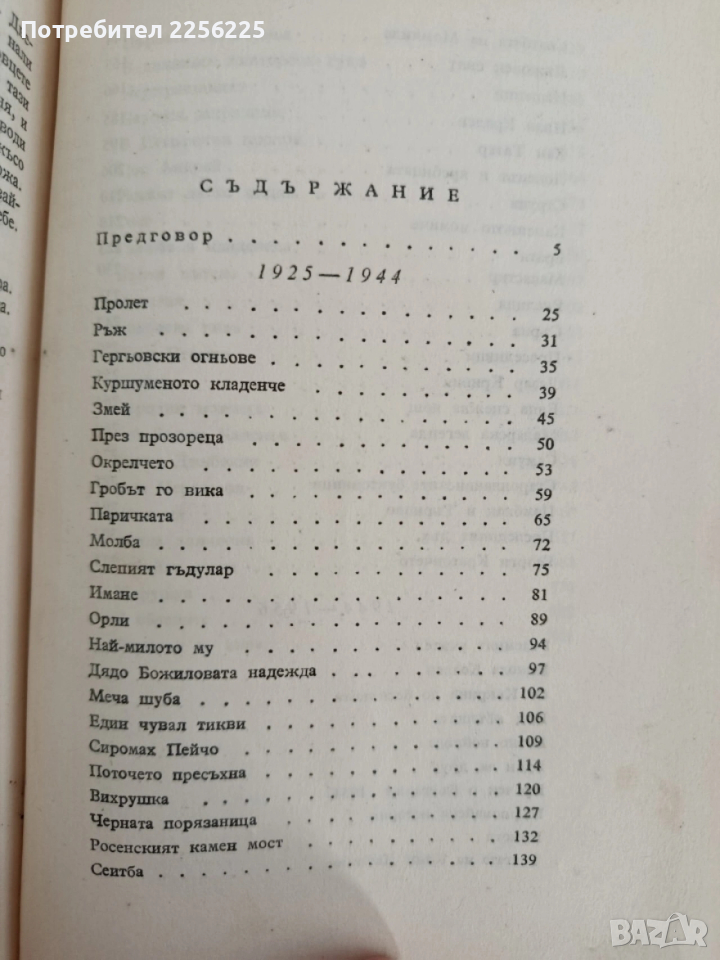 Потребител 2256225
СЪДЪРЖАНИЕ
Предговор . . . . . . . . . . . . . 5
1925—1944
Пролет . . . . . . . . . . . . . . 25
Ръж . . . . . . . . . . . . . . . 31
Гергьовски огньове . . . . . . . . . . 35
Куршуменото кладенче . . . . . . . . . 39
Змей . . . . . . . . . . . . . . . 45
През прозореца . . . . . . . . . . . 50
Окрелчето . . . . . . . . . . . . . 53
Гробът го вика . . . . . . . . . . . 59
Паричката . . . . . . . . . . . . . 65
Молба . . . . . . . . . . . . . . 72
Слепият гъдулар . . . . . . . . . . . 75
Имане . . . . . . . . . . . . . . 81
Орли . . . . . . . . . . . . . . . 89
Най-милото му . . . . . . . . . . . . 94
Дядо Божиловата надежда . . . . . . . . 97
Меча шуба . . . . . . . . . . . . . 102
Един чувал тикви . . . . . . . . . . . 106
Сиромах Пейчо . . . . . . . . . . . . 109
Поточето пресъхна . . . . . . . . . . 114
Вихрушка . . . . . . . . . . . . . 120
Черната порязаница . . . . . . . . . . 127
Росенският камен мост . . . . . . . . . 132
Сеитба . . . . . . . . . . . . . . 139
BAZAR